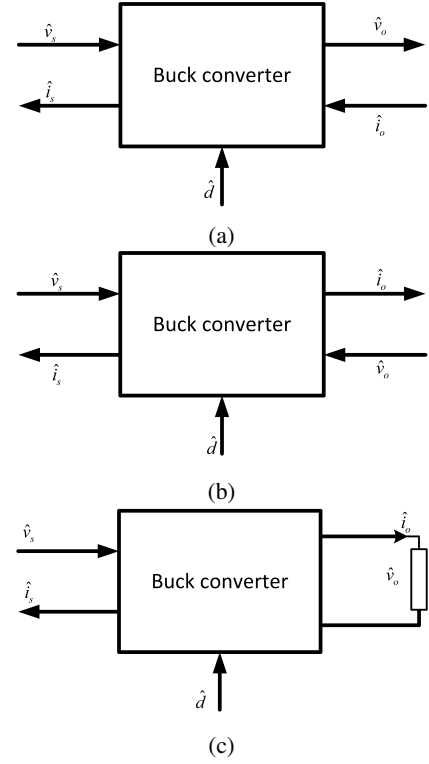 v̂ₛ v̂ₒ
Buck converter
îₛ îₒ
d̂
(a)
v̂ₛ îₒ
Buck converter
îₛ v̂ₒ
d̂
(b)
v̂ₛ îₒ
Buck converter v̂ₒ
îₛ
d̂
(c)